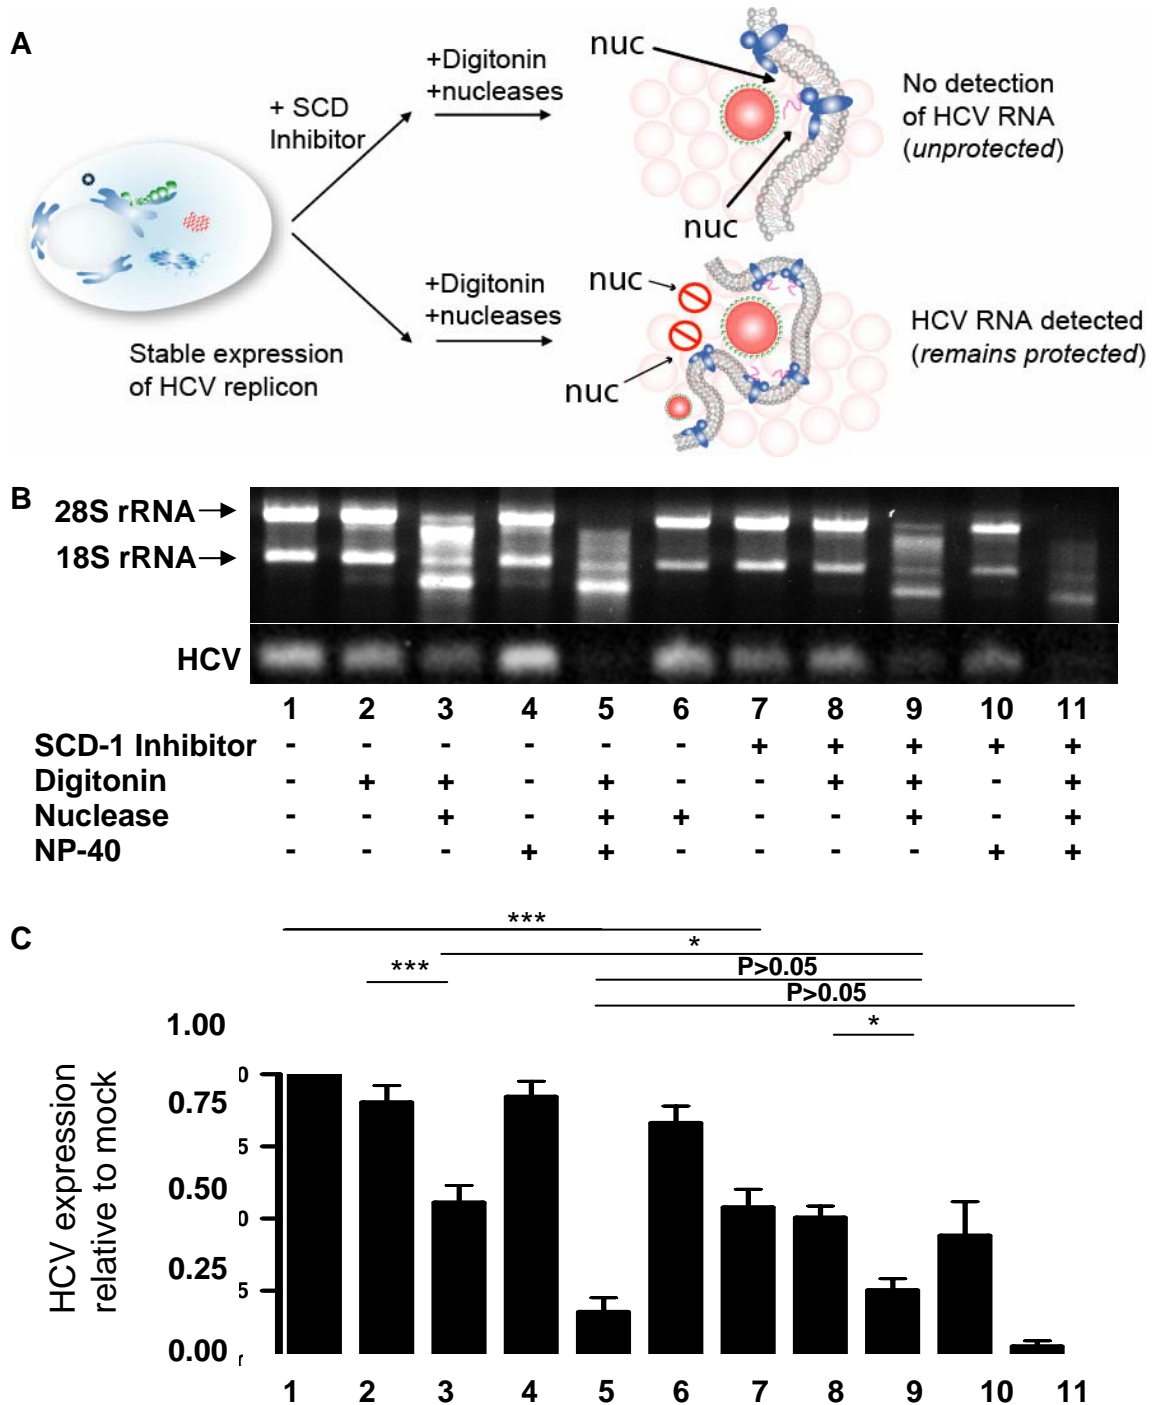 A
nuc
+Digitonin
+nucleases
+ SCD
Inhibitor
No detection
of HCV RNA
(unprotected)
nuc
nuc
+Digitonin
+nucleases
HCV RNA detected
(remains protected)
Stable expression
of HCV replicon
nuc
B
28S rRNA
18S rRNA
HCV
1 2 3 4 5 6 7 8 9 10 11
SCD-1 Inhibitor - - - - - - + + + + +
Digitonin - + + - + - - + + - +
Nuclease - - + - + + - - + - +
NP-40 - - - + + - - - - + +
C
***
*
P>0.05
***
P>0.05
*
HCV expression
relative to mock
1.00
0
0.75
5
0.50
0
0.25
5
0.00
1 2 3 4 5 6 7 8 9 10 11